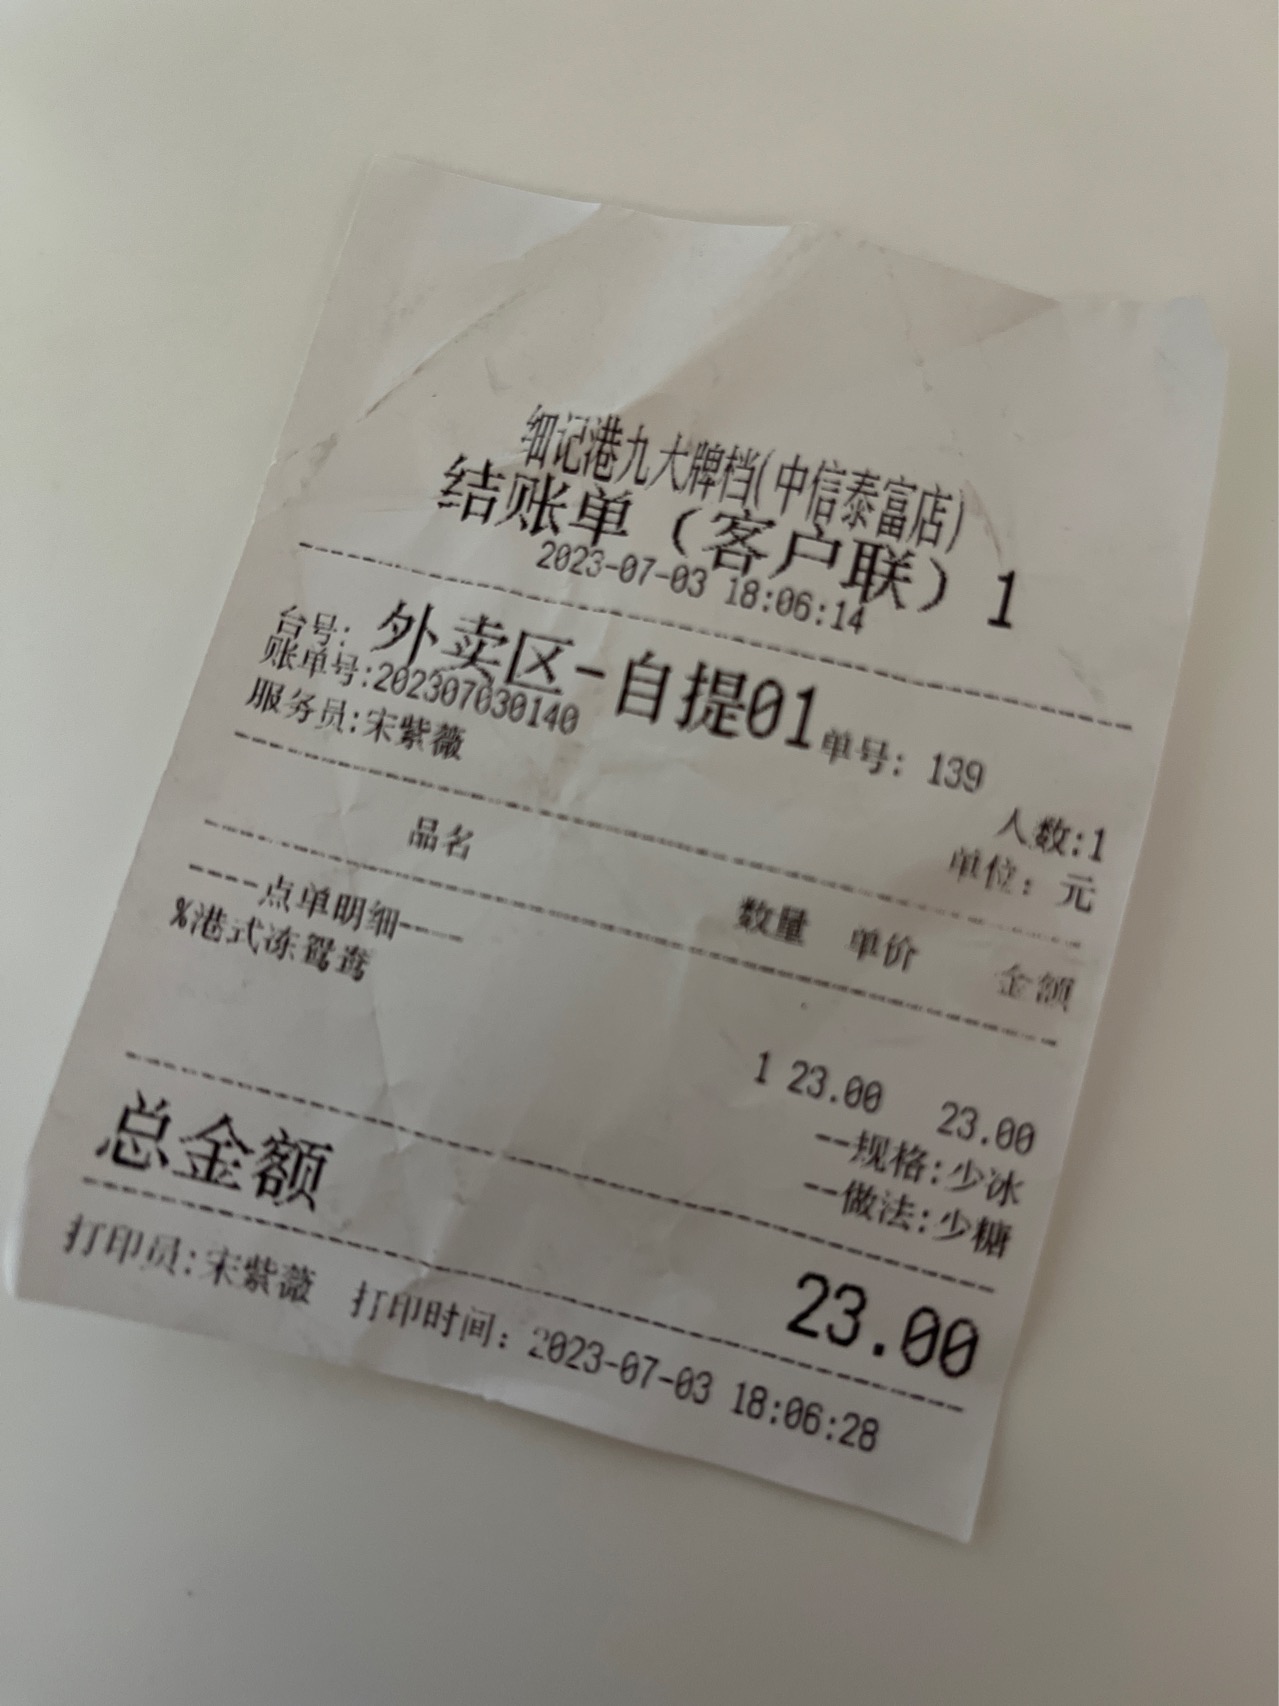 细记港九大牌档(中信泰富店)
结账单（客户联）1
2023-07-03 18:06:14
台号: 外卖区-自提01 单号: 139
账单号:202307030140 人数:1
服务员:宋紫薇 单位: 元
品名 数量 单价 金额
----点单明细----
%港式冻鸳鸯
1 23.00 23.00
--规格:少冰
--做法:少糖
总金额 23.00
打印员:宋紫薇 打印时间: 2023-07-03 18:06:28